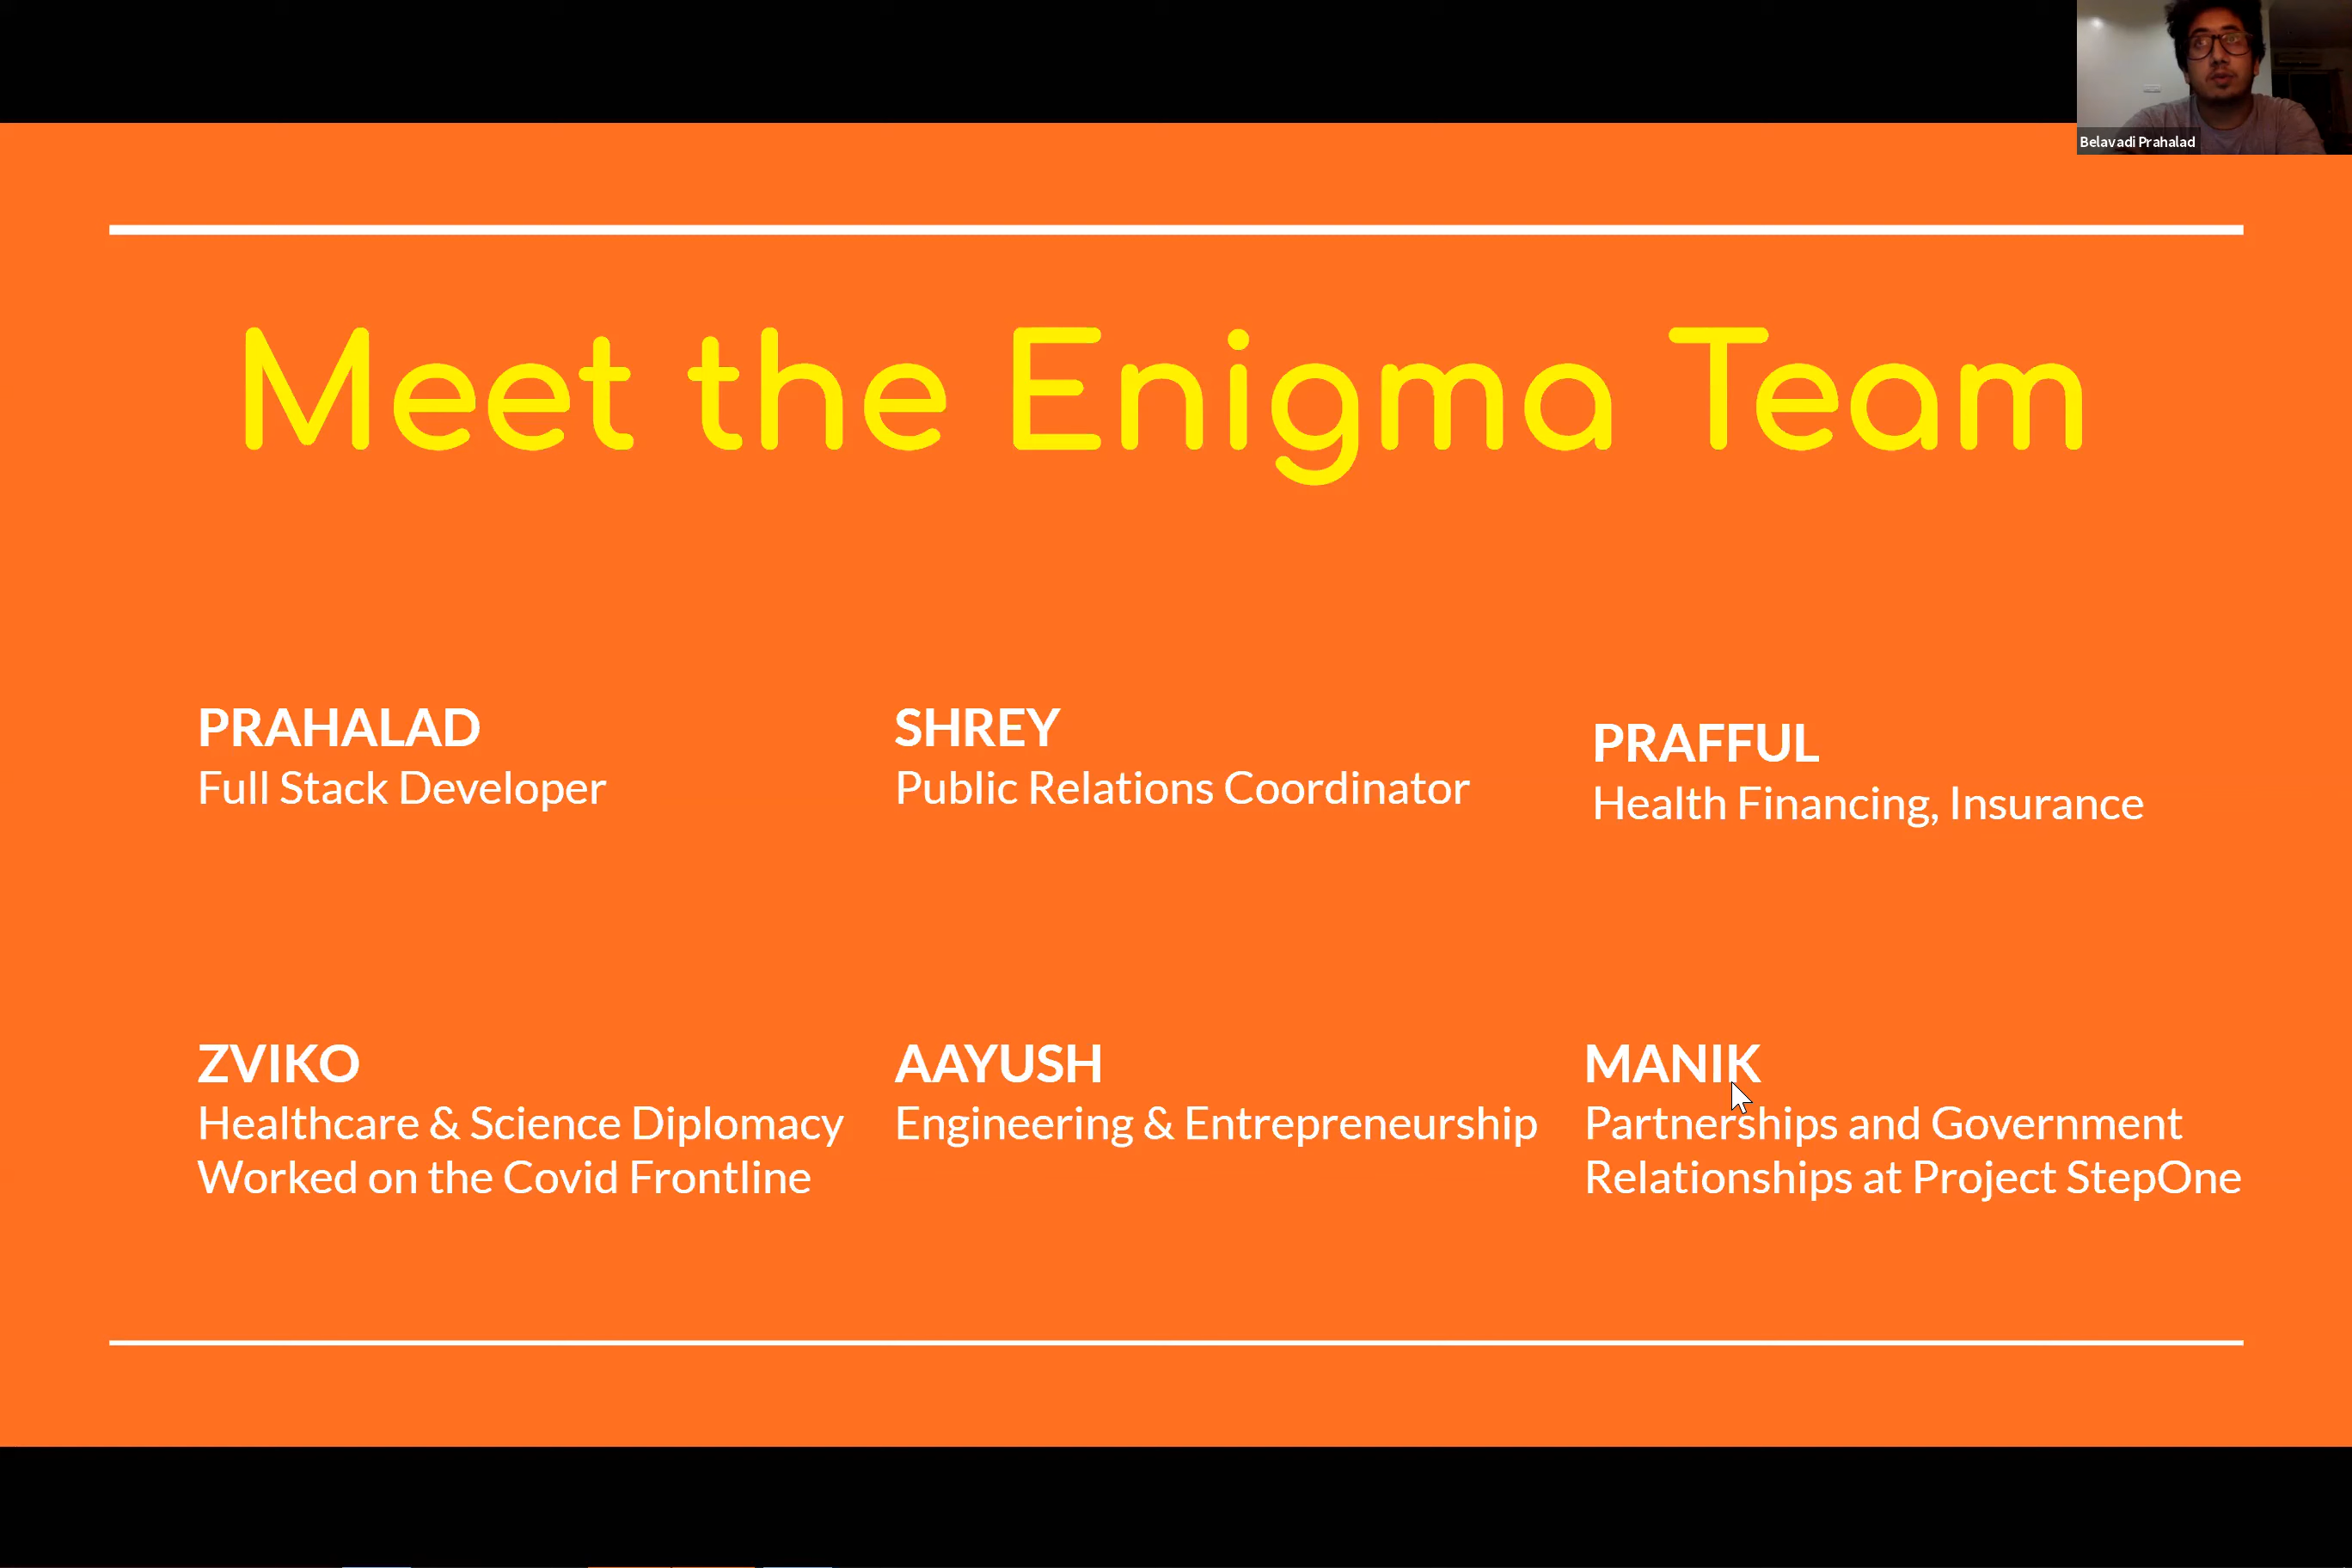 Belavadi Prahalad
Meet the Enigma Team
PRAHALAD
Full Stack Developer
SHREY
Public Relations Coordinator
PRAFFUL
Health Financing, Insurance
ZVIKO
Healthcare & Science Diplomacy
Worked on the Covid Frontline
AAYUSH
Engineering & Entrepreneurship
MANIK
Partnerships and Government
Relationships at Project StepOne